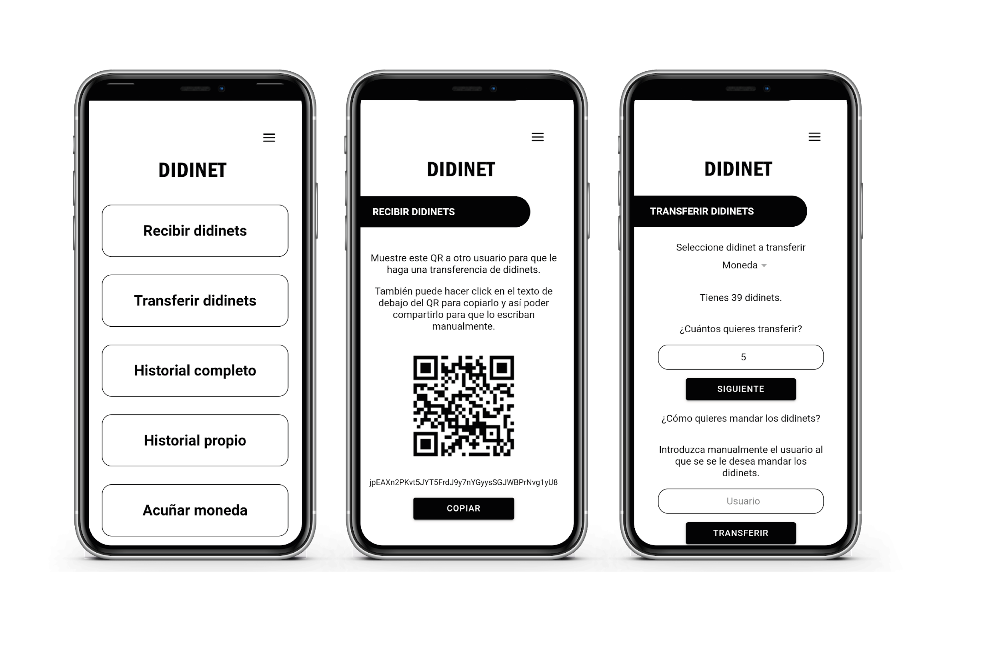 DIDINET
Recibir didinets
Transferir didinets
Historial completo
Historial propio
Acuñar moneda
DIDINET
RECIBIR DIDINETS
Muestre este QR a otro usuario para que le
haga una transferencia de didinets.
También puede hacer click en el texto de
debajo del QR para copiarlo y así poder
compartirlo para que lo escriban
manualmente.
jpEAXn2PKvt5JYT5FrdJ9y7nYGyysSGJWBPrNvg1yU8
COPIAR
DIDINET
TRANSFERIR DIDINETS
Seleccione didinet a transferir
Moneda
Tienes 39 didinets.
¿Cuántos quieres transferir?
5
SIGUIENTE
¿Cómo quieres mandar los didinets?
Introduzca manualmente el usuario al
que se se le desea mandar los
didinets.
Usuario
TRANSFERIR